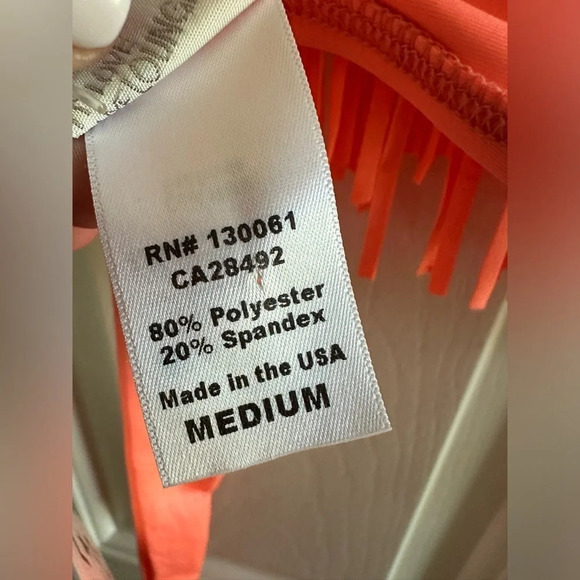 RN# 130061
CA28492
80% Polyester
20% Spandex
Made in the USA
MEDIUM